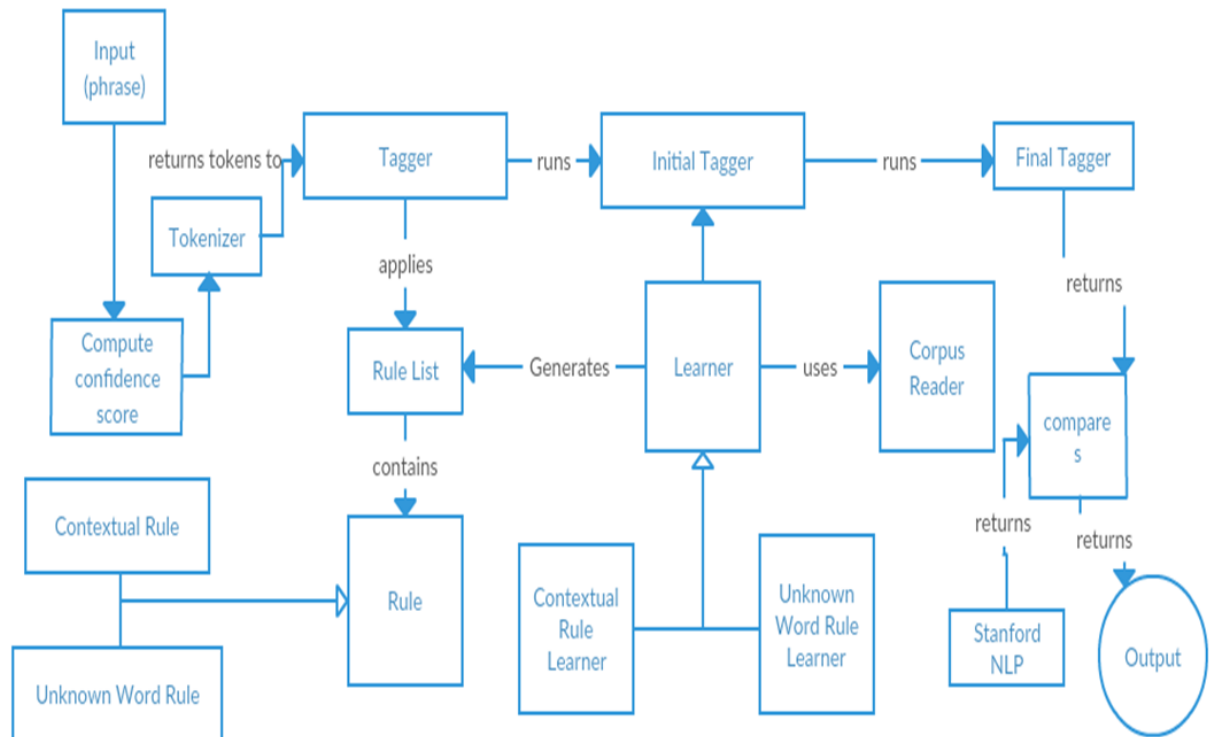 Input
(phrase)
returns tokens to
Tagger
runs
Initial Tagger
runs
Final Tagger
Tokenizer
applies
returns
Compute
confidence
score
Rule List
Generates
Learner
uses
Corpus
Reader
compare
s
contains
Contextual Rule
returns
returns
Rule
Contextual
Rule
Learner
Unknown
Word Rule
Learner
Stanford
NLP
Output
Unknown Word Rule